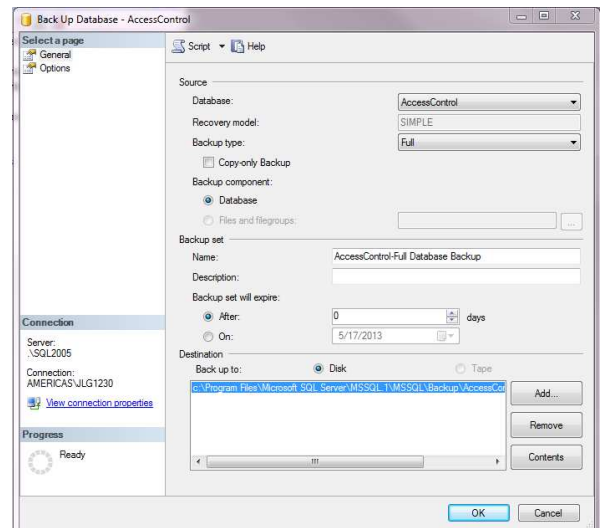 Back Up Database - AccessControl
Select a page
General
Options
Script Help
Source
Database: AccessControl
Recovery model: SIMPLE
Backup type: Full
Copy-only Backup
Backup component:
Database
Files and filegroups: ...
Backup set
Name: AccessControl-Full Database Backup
Description:
Backup set will expire:
After: 0 days
On: 5/17/2013
Destination
Back up to: Disk Tape
c:\Program Files\Microsoft SQL Server\MSSQL.1\MSSQL\Backup\AccessCor
Add...
Remove
Contents
Connection
Server:
.\SQL2005
Connection:
AMERICAS\JLG1230
View connection properties
Progress
Ready
OK Cancel